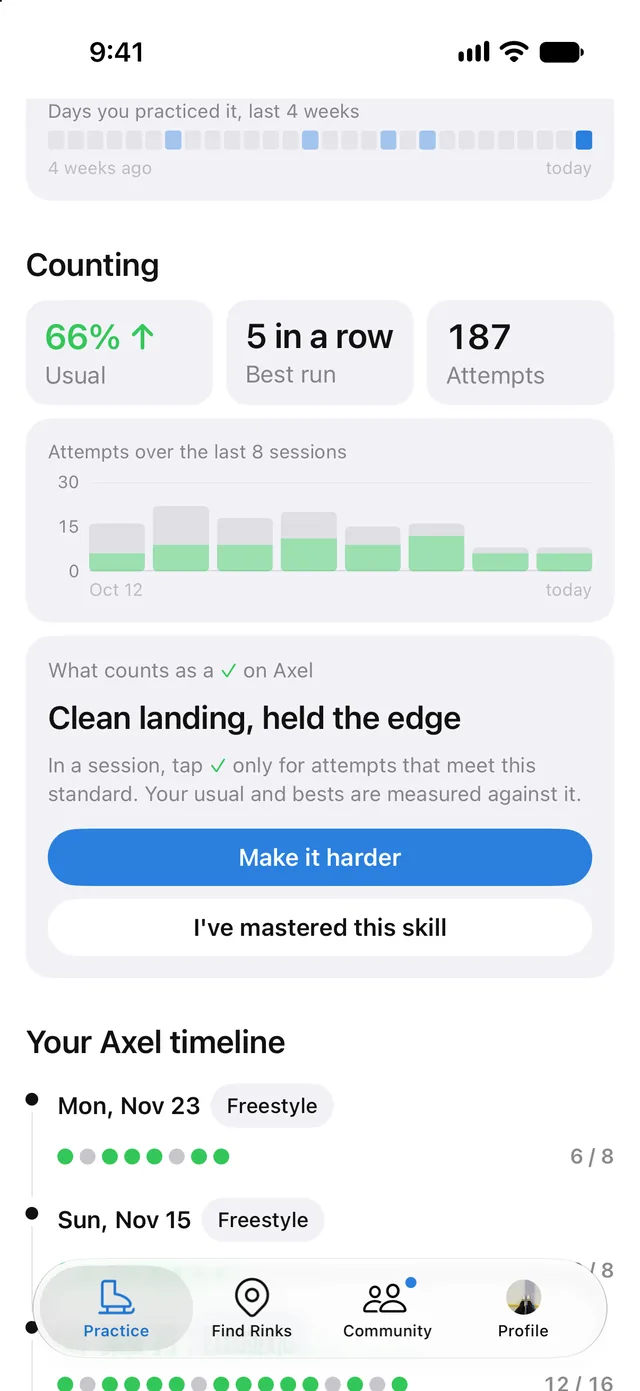 9:41
Days you practiced it, last 4 weeks
4 weeks ago today
Counting
66% ↑ 5 in a row 187
Usual Best run Attempts
Attempts over the last 8 sessions
30
15
0
Oct 12 today
What counts as a ✓ on Axel
Clean landing, held the edge
In a session, tap ✓ only for attempts that meet this
standard. Your usual and bests are measured against it.
Make it harder
I've mastered this skill
Your Axel timeline
Mon, Nov 23 Freestyle
6 / 8
Sun, Nov 15 Freestyle
/ 8
Practice Find Rinks Community Profile
12 / 16